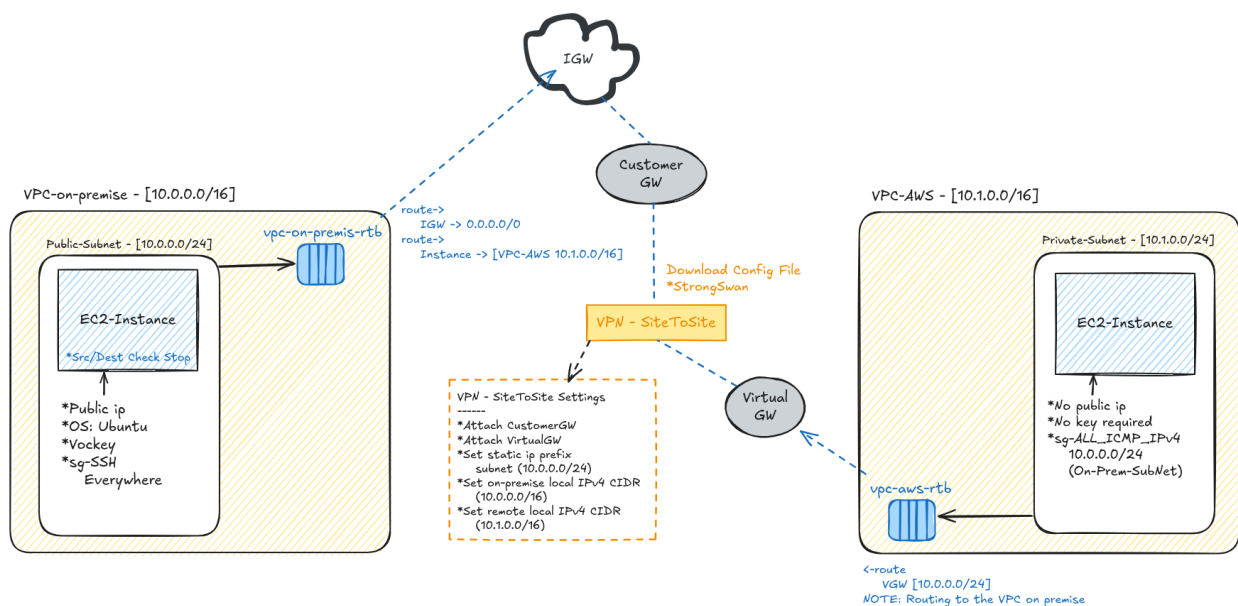 IGW
Customer
GW
VPC-on-premise - [10.0.0.0/16]
Public-Subnet - [10.0.0.0/24]
vpc-on-premis-rtb
EC2-Instance
*Src/Dest Check Stop
*Public ip
*OS: Ubuntu
*Vockey
*sg-SSH
Everywhere
route->
IGW -> 0.0.0.0/0
route->
Instance -> [VPC-AWS 10.1.0.0/16]
Download Config File
*StrongSwan
VPN - SiteToSite
VPN - SiteToSite Settings
------
*Attach CustomerGW
*Attach VirtualGW
*Set static ip prefix
subnet (10.0.0.0/24)
*Set on-premise local IPv4 CIDR
(10.0.0.0/16)
*Set remote local IPv4 CIDR
(10.1.0.0/16)
Virtual
GW
VPC-AWS - [10.1.0.0/16]
Private-Subnet - [10.1.0.0/24]
EC2-Instance
*No public ip
*No key required
*sg-ALL_ICMP_IPv4
10.0.0.0/24
(On-Prem-SubNet)
vpc-aws-rtb
<-route
VGW [10.0.0.0/24]
NOTE: Routing to the VPC on premise